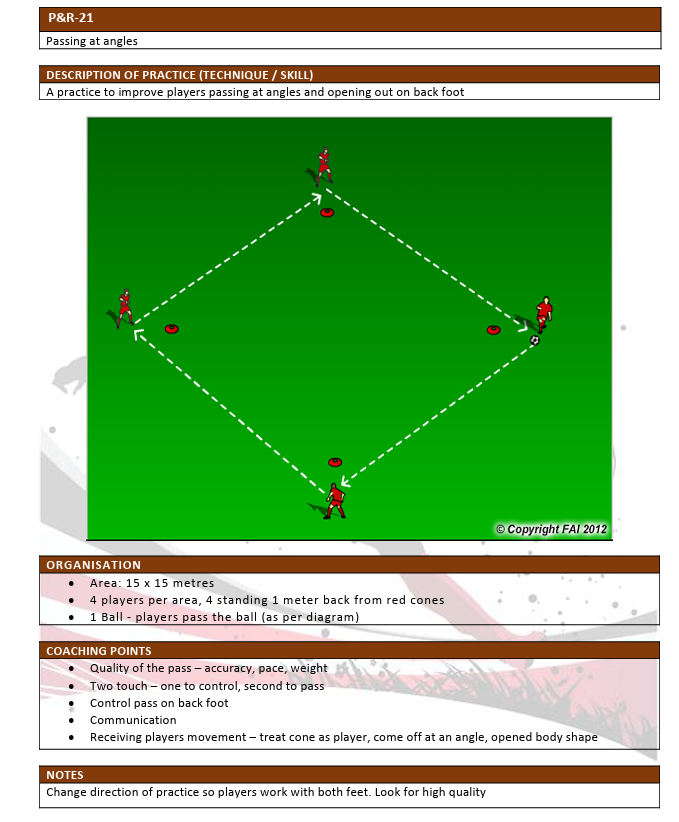 P&R-21
Passing at angles
DESCRIPTION OF PRACTICE (TECHNIQUE / SKILL)
A practice to improve players passing at angles and opening out on back foot
© Copyright FAI 2012
ORGANISATION
• Area: 15 x 15 metres
• 4 players per area, 4 standing 1 meter back from red cones
• 1 Ball - players pass the ball (as per diagram)
COACHING POINTS
• Quality of the pass – accuracy, pace, weight
• Two touch – one to control, second to pass
• Control pass on back foot
• Communication
• Receiving players movement – treat cone as player, come off at an angle, opened body shape
NOTES
Change direction of practice so players work with both feet. Look for high quality